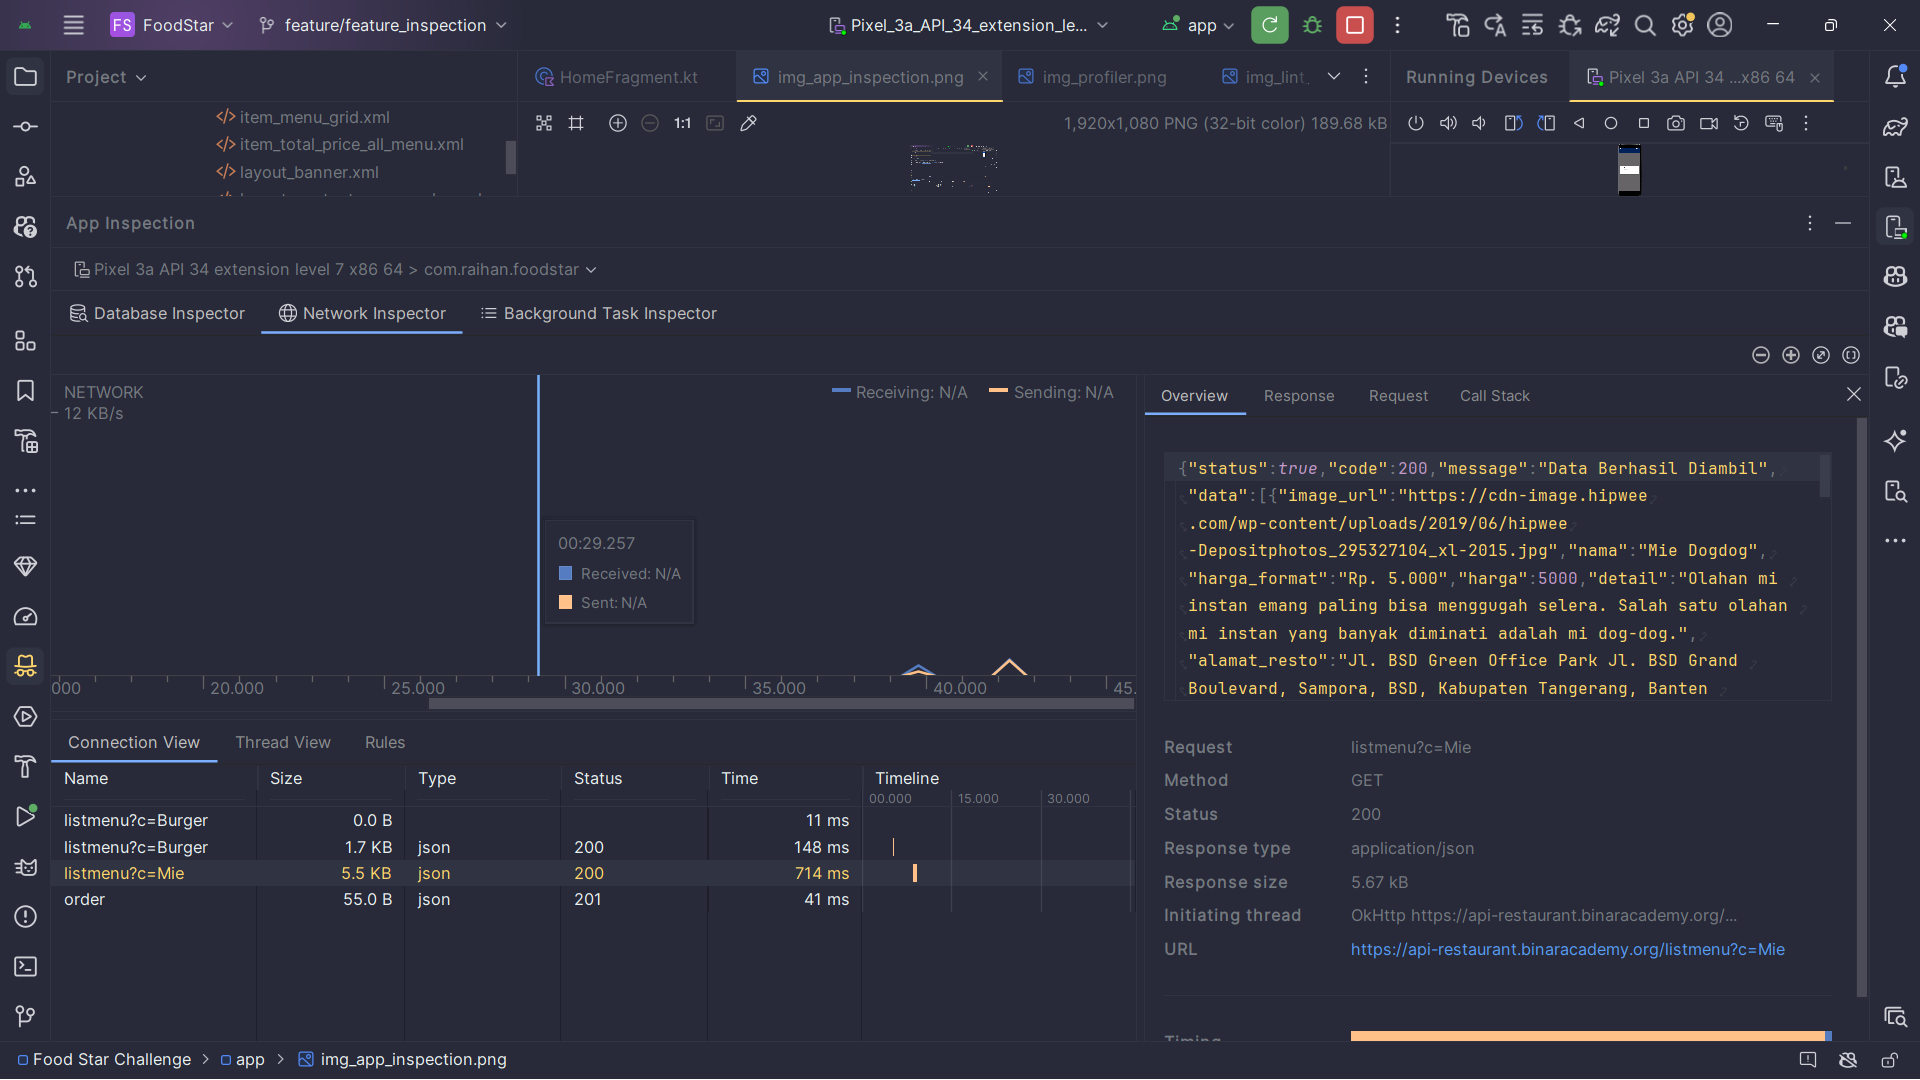 FS FoodStar feature/feature_inspection Pixel_3a_API_34_extension_le... app
Project HomeFragment.kt img_app_inspection.png img_profiler.png img_lint. Running Devices Pixel 3a API 34 ...x86 64
item_menu_grid.xml 1:1 1,920x1,080 PNG (32-bit color) 189.68 kB
item_total_price_all_menu.xml
layout_banner.xml
App Inspection
Pixel 3a API 34 extension level 7 x86 64 > com.raihan.foodstar
Database Inspector Network Inspector Background Task Inspector
NETWORK Receiving: N/A Sending: N/A
12 KB/s
00:29.257
Received: N/A
Sent: N/A
000 20.000 25.000 30.000 35.000 40.000 45.
Connection View Thread View Rules
Name Size Type Status Time Timeline
00.000 15.000 30.000
listmenu?c=Burger 0.0 B 11 ms
listmenu?c=Burger 1.7 KB json 200 148 ms
listmenu?c=Mie 5.5 KB json 200 714 ms
order 55.0 B json 201 41 ms
Overview Response Request Call Stack
{"status":true,"code":200,"message":"Data Berhasil Diambil",
"data":[{"image_url":"https://cdn-image.hipwee
.com/wp-content/uploads/2019/06/hipwee
-Depositphotos_295327104_xl-2015.jpg","nama":"Mie Dogdog",
"harga_format":"Rp. 5.000","harga":5000,"detail":"Olahan mi
instan emang paling bisa menggugah selera. Salah satu olahan
mi instan yang banyak diminati adalah mi dog-dog.",
"alamat_resto":"Jl. BSD Green Office Park Jl. BSD Grand
Boulevard, Sampora, BSD, Kabupaten Tangerang, Banten
Request listmenu?c=Mie
Method GET
Status 200
Response type application/json
Response size 5.67 kB
Initiating thread OkHttp https://api-restaurant.binaracademy.org/...
URL https://api-restaurant.binaracademy.org/listmenu?c=Mie
Timing
Food Star Challenge > app > img_app_inspection.png